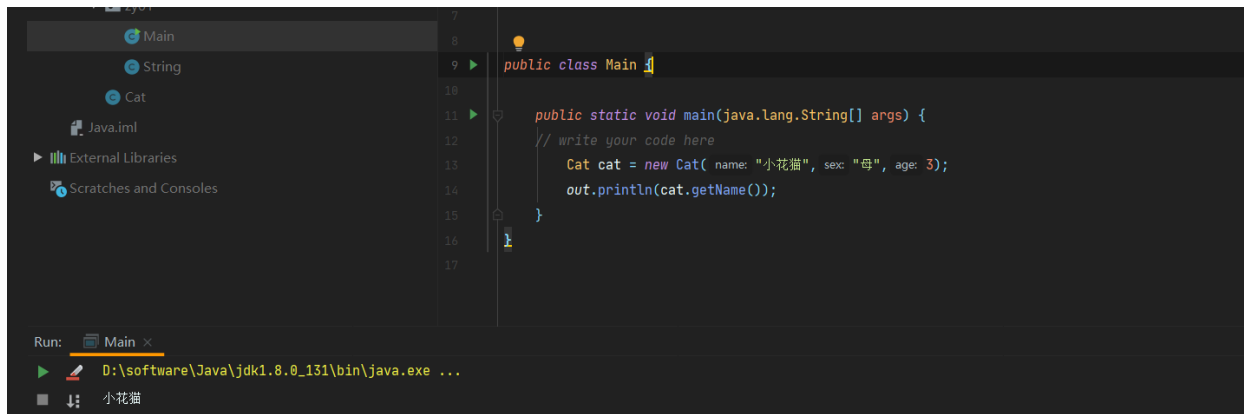 7
Main
8
String
9 public class Main {
Cat
10
Java.iml
11 public static void main(java.lang.String[] args) {
12 // write your code here
External Libraries
13 Cat cat = new Cat( name: "小花猫", sex: "母", age: 3);
Scratches and Consoles
14 out.println(cat.getName());
15 }
16 }
17
Run: Main ×
D:\software\Java\jdk1.8.0_131\bin\java.exe ...
小花猫